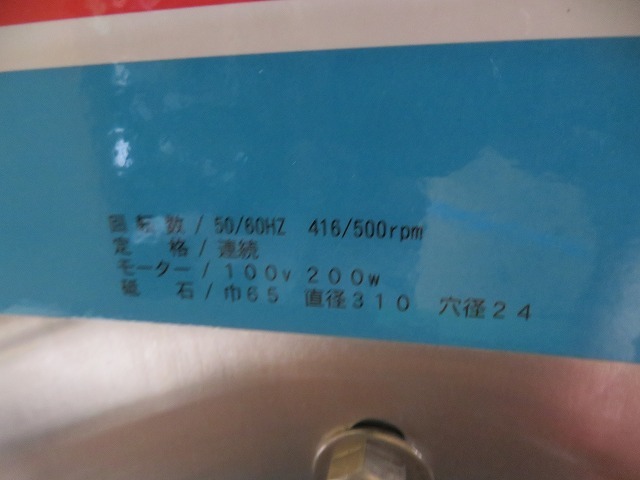 回転数/50/60HZ 416/500rpm
定格/連続
モーター/100v 200w
砥石/巾65 直径310 穴径24